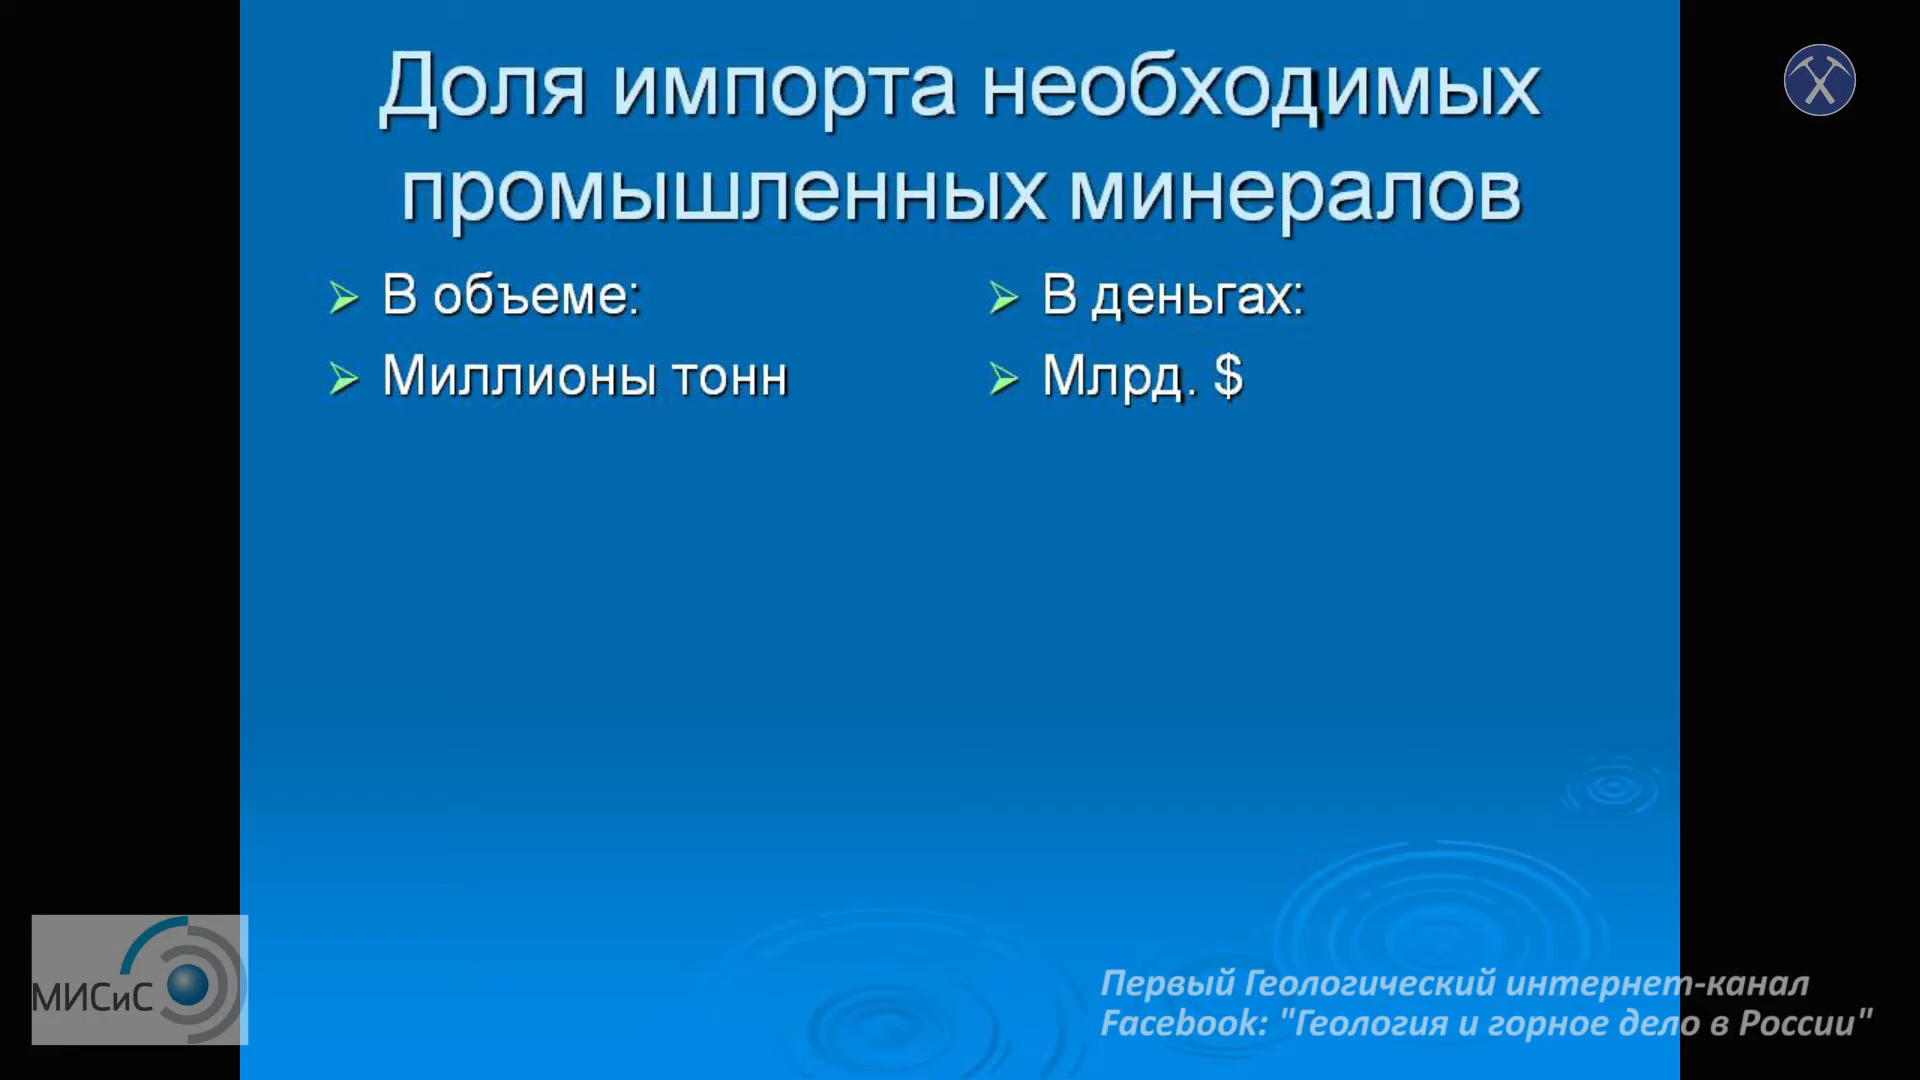 Доля импорта необходимых
промышленных минералов
В объеме:
Миллионы тонн
В деньгах:
Млрд. $
МИСиС
Первый Геологический интернет-канал
Facebook: "Геология и горное дело в России"